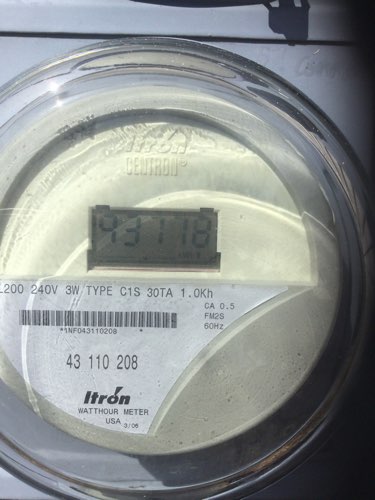 Itron
CENTRON®
43118
CL200 240V 3W TYPE C1S 30TA 1.0Kh
CA 0.5
FM2S
60Hz
*1NF043110208 *
43 110 208
Itron
WATTHOUR METER
USA 3/06